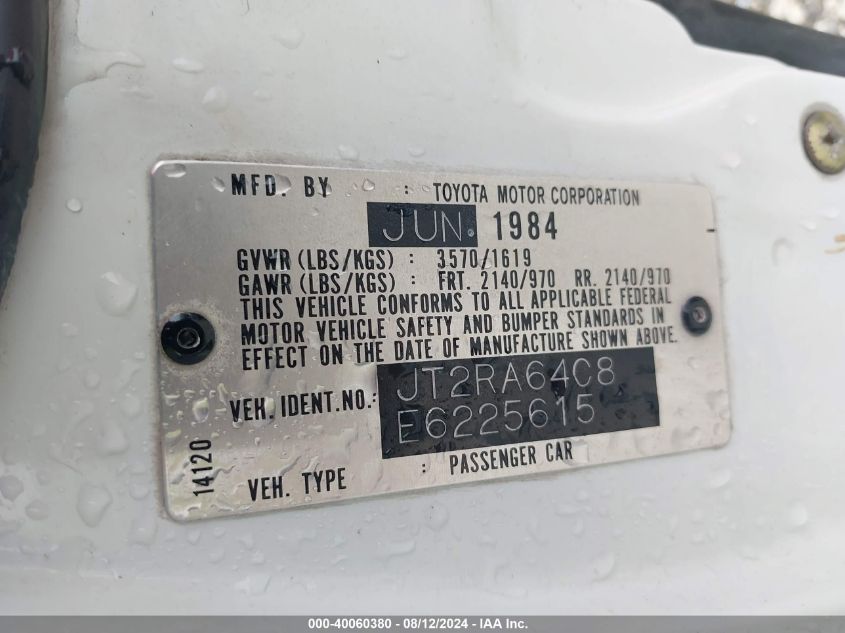 MFD. BY : TOYOTA MOTOR CORPORATION
JUN. 1984
GVWR (LBS/KGS) : 3570/1619
GAWR (LBS/KGS) : FRT. 2140/970 RR. 2140/970
THIS VEHICLE CONFORMS TO ALL APPLICABLE FEDERAL
MOTOR VEHICLE SAFETY AND BUMPER STANDARDS IN
EFFECT ON THE DATE OF MANUFACTURE SHOWN ABOVE.
VEH. IDENT. NO.: JT2RA64C8
E6225615
14120
VEH. TYPE : PASSENGER CAR
000-40060380 - 08/12/2024 - IAA Inc.